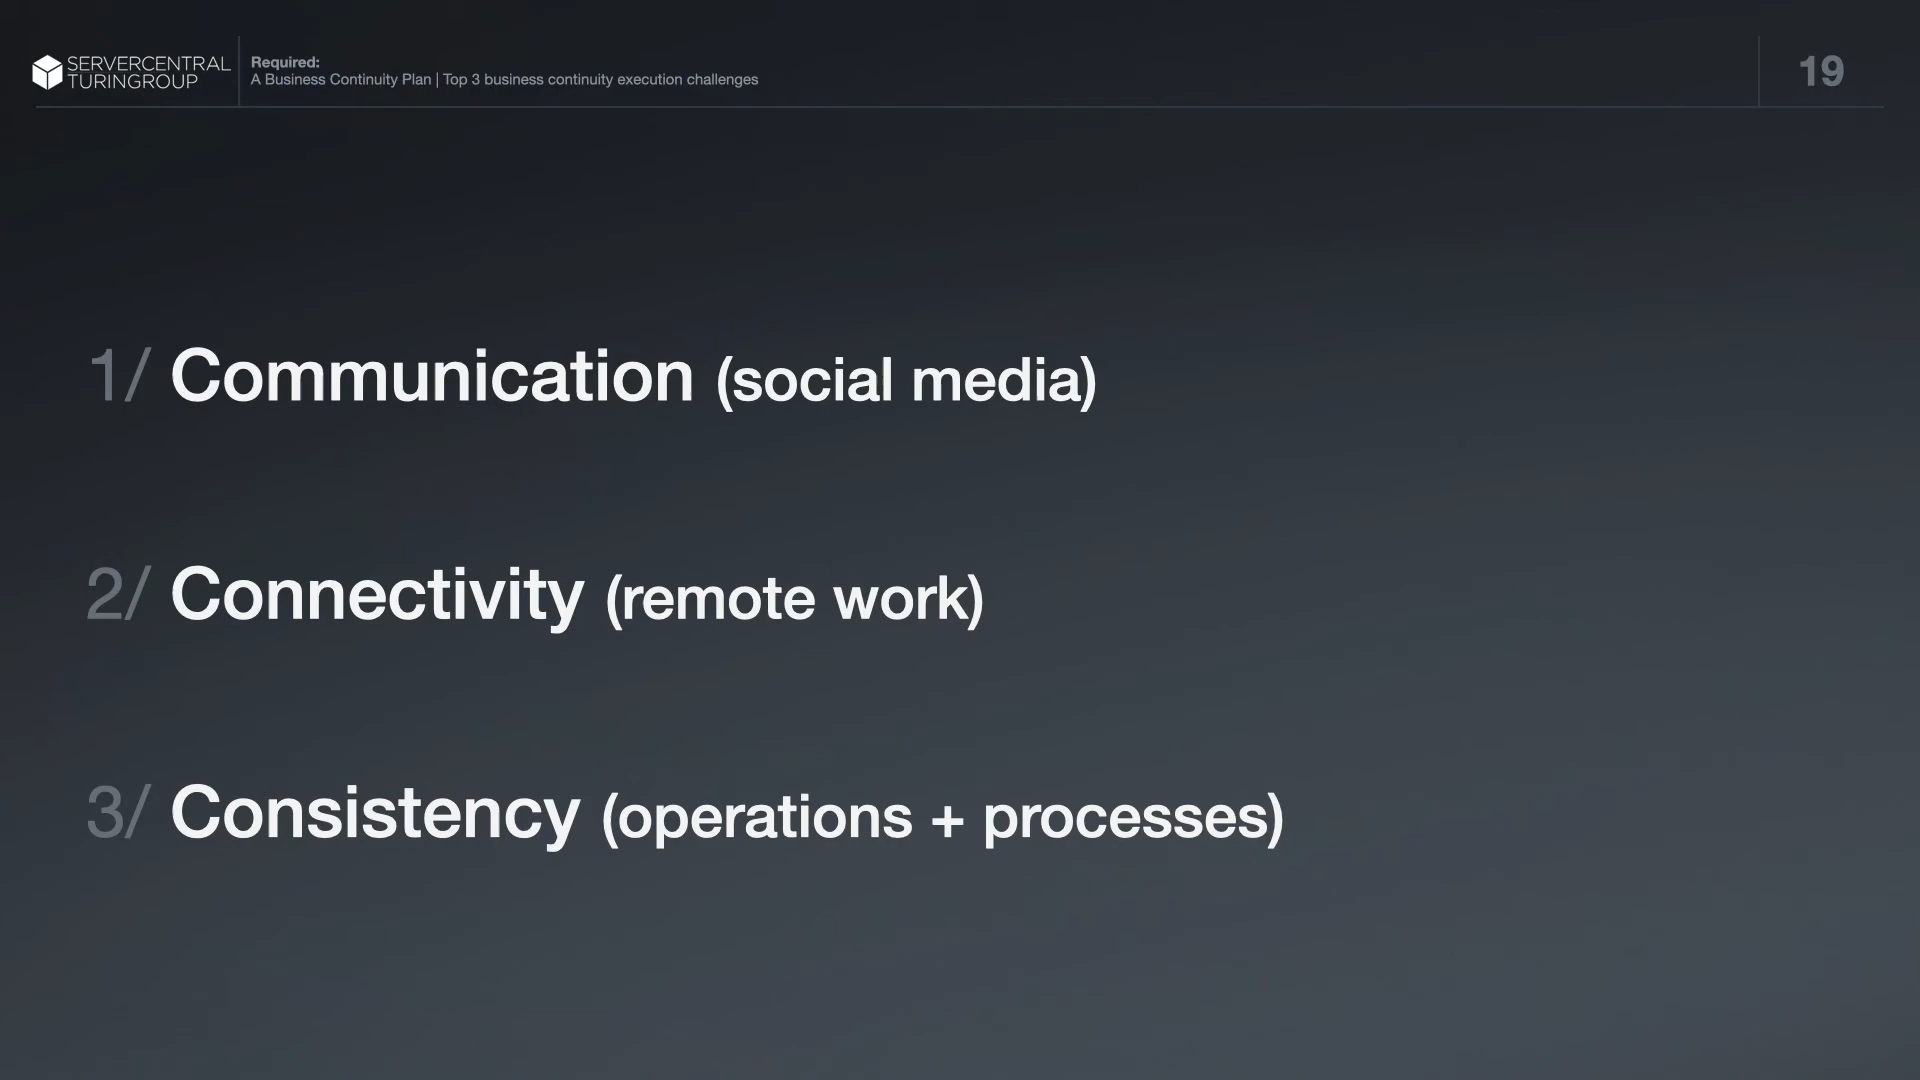 SERVERCENTRAL
TURINGROUP
Required:
A Business Continuity Plan | Top 3 business continuity execution challenges
19
1/ Communication (social media)
2/ Connectivity (remote work)
3/ Consistency (operations + processes)